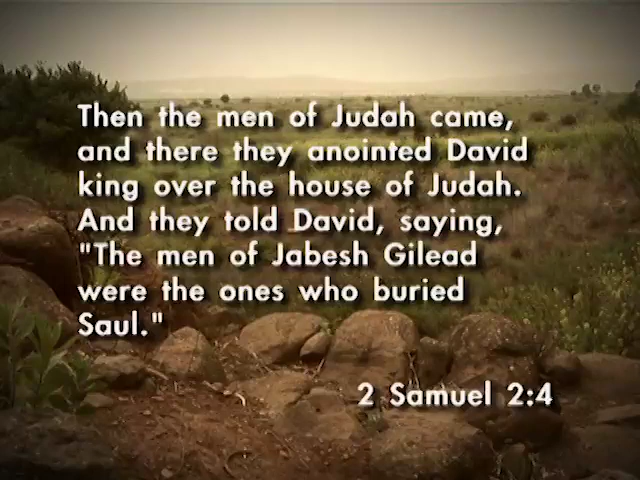 Then the men of Judah came,
and there they anointed David
king over the house of Judah.
And they told David, saying,
"The men of Jabesh Gilead
were the ones who buried
Saul."
2 Samuel 2:4